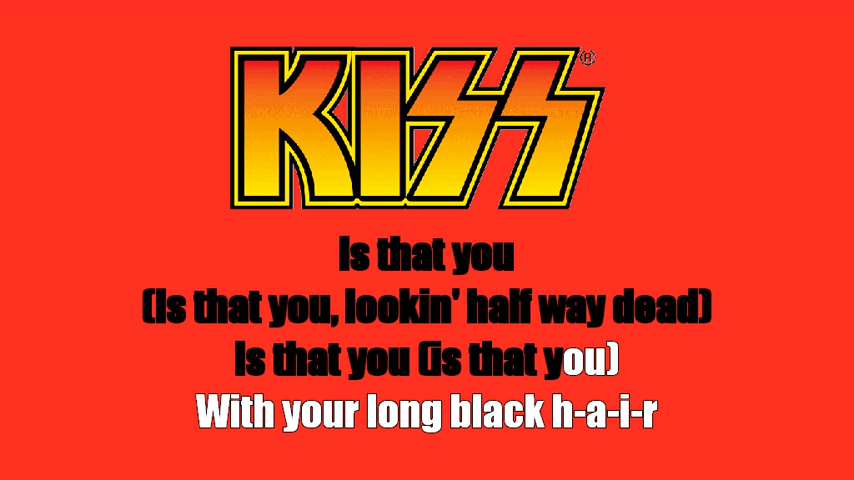 KISS®
Is that you
(Is that you, lookin' half way dead)
Is that you (is that you)
With your long black h-a-i-r